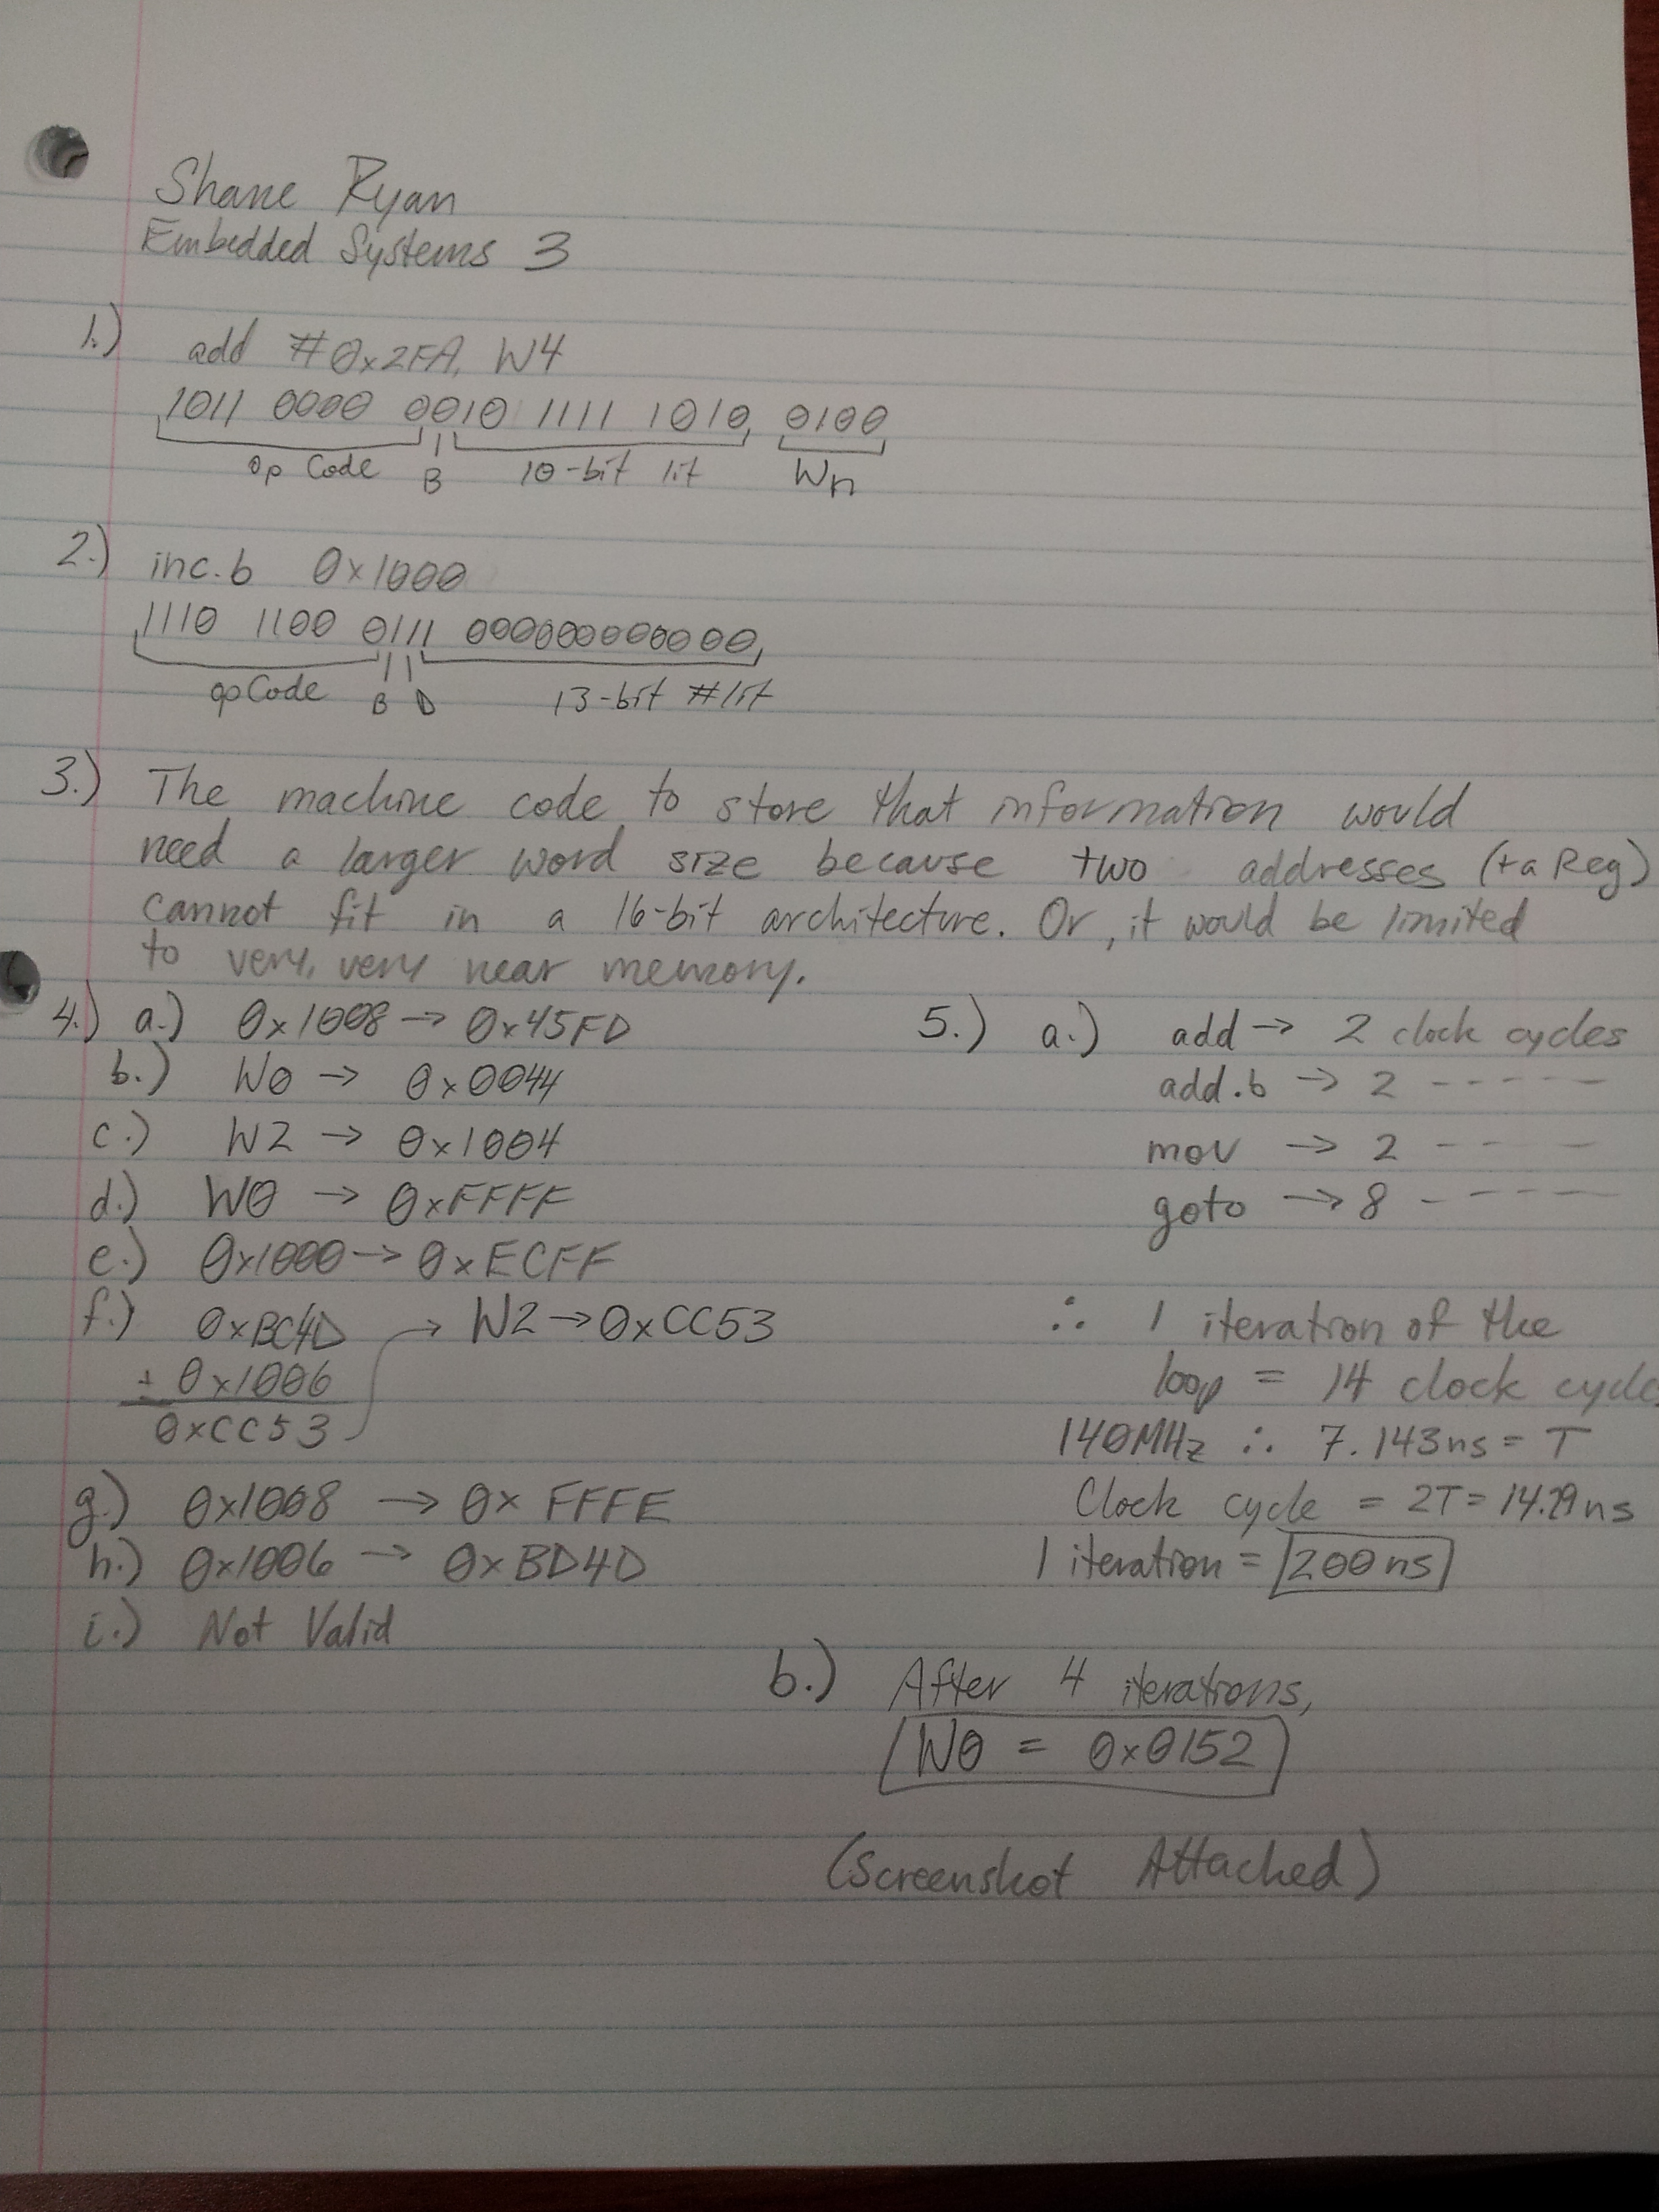 Shane Ryan
Embedded Systems 3
1.) add #0x2FA, W4
1011 0000 0010 1111 1010 0100
op Code B 10-bit lit Wn
2.) inc.b 0x1000
1110 1100 0111 000000000000
opCode B D 13-bit #lit
3.) The machine code to store that information would
need a larger word size because two addresses (+a Reg)
cannot fit in a 16-bit architecture. Or, it would be limited
to very, very near memory.
4.) a.) 0x1008 → 0x45FD
b.) W0 → 0x0044
c.) W2 → 0x1004
d.) W0 → 0xFFFF
e.) 0x1000 → 0xECFF
f.) 0xBC4D → W2 → 0xCC53
+ 0x1006
0xCC53
g.) 0x1008 → 0x FFFE
h.) 0x1006 → 0xBD4D
i.) Not Valid
5.) a.) add → 2 clock cycles
add.b → 2 - - - - -
mov → 2 - - -
goto → 8 - - - - -
∴ 1 iteration of the
loop = 14 clock cycle
140MHz ∴ 7.143ns = T
Clock cycle = 2T = 14.29ns
1 iteration = 200ns
b.) After 4 iterations,
W0 = 0x0152
(Screenshot Attached)